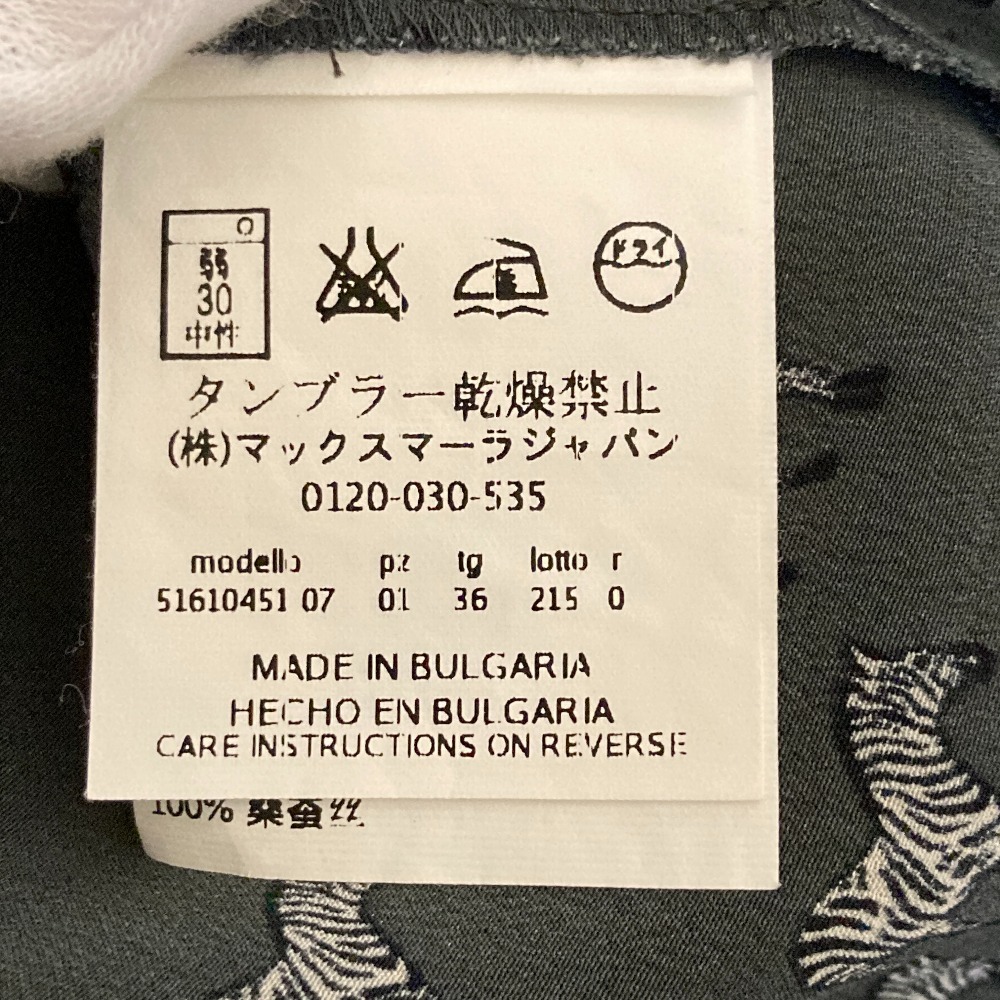 弱
30
中性
ドライ
タンブラー乾燥禁止
(株)マックスマーラジャパン
0120-030-535
modello pz tg lotto r
51610451 07 01 36 215 0
MADE IN BULGARIA
HECHO EN BULGARIA
CARE INSTRUCTIONS ON REVERSE
100% 桑蚕丝